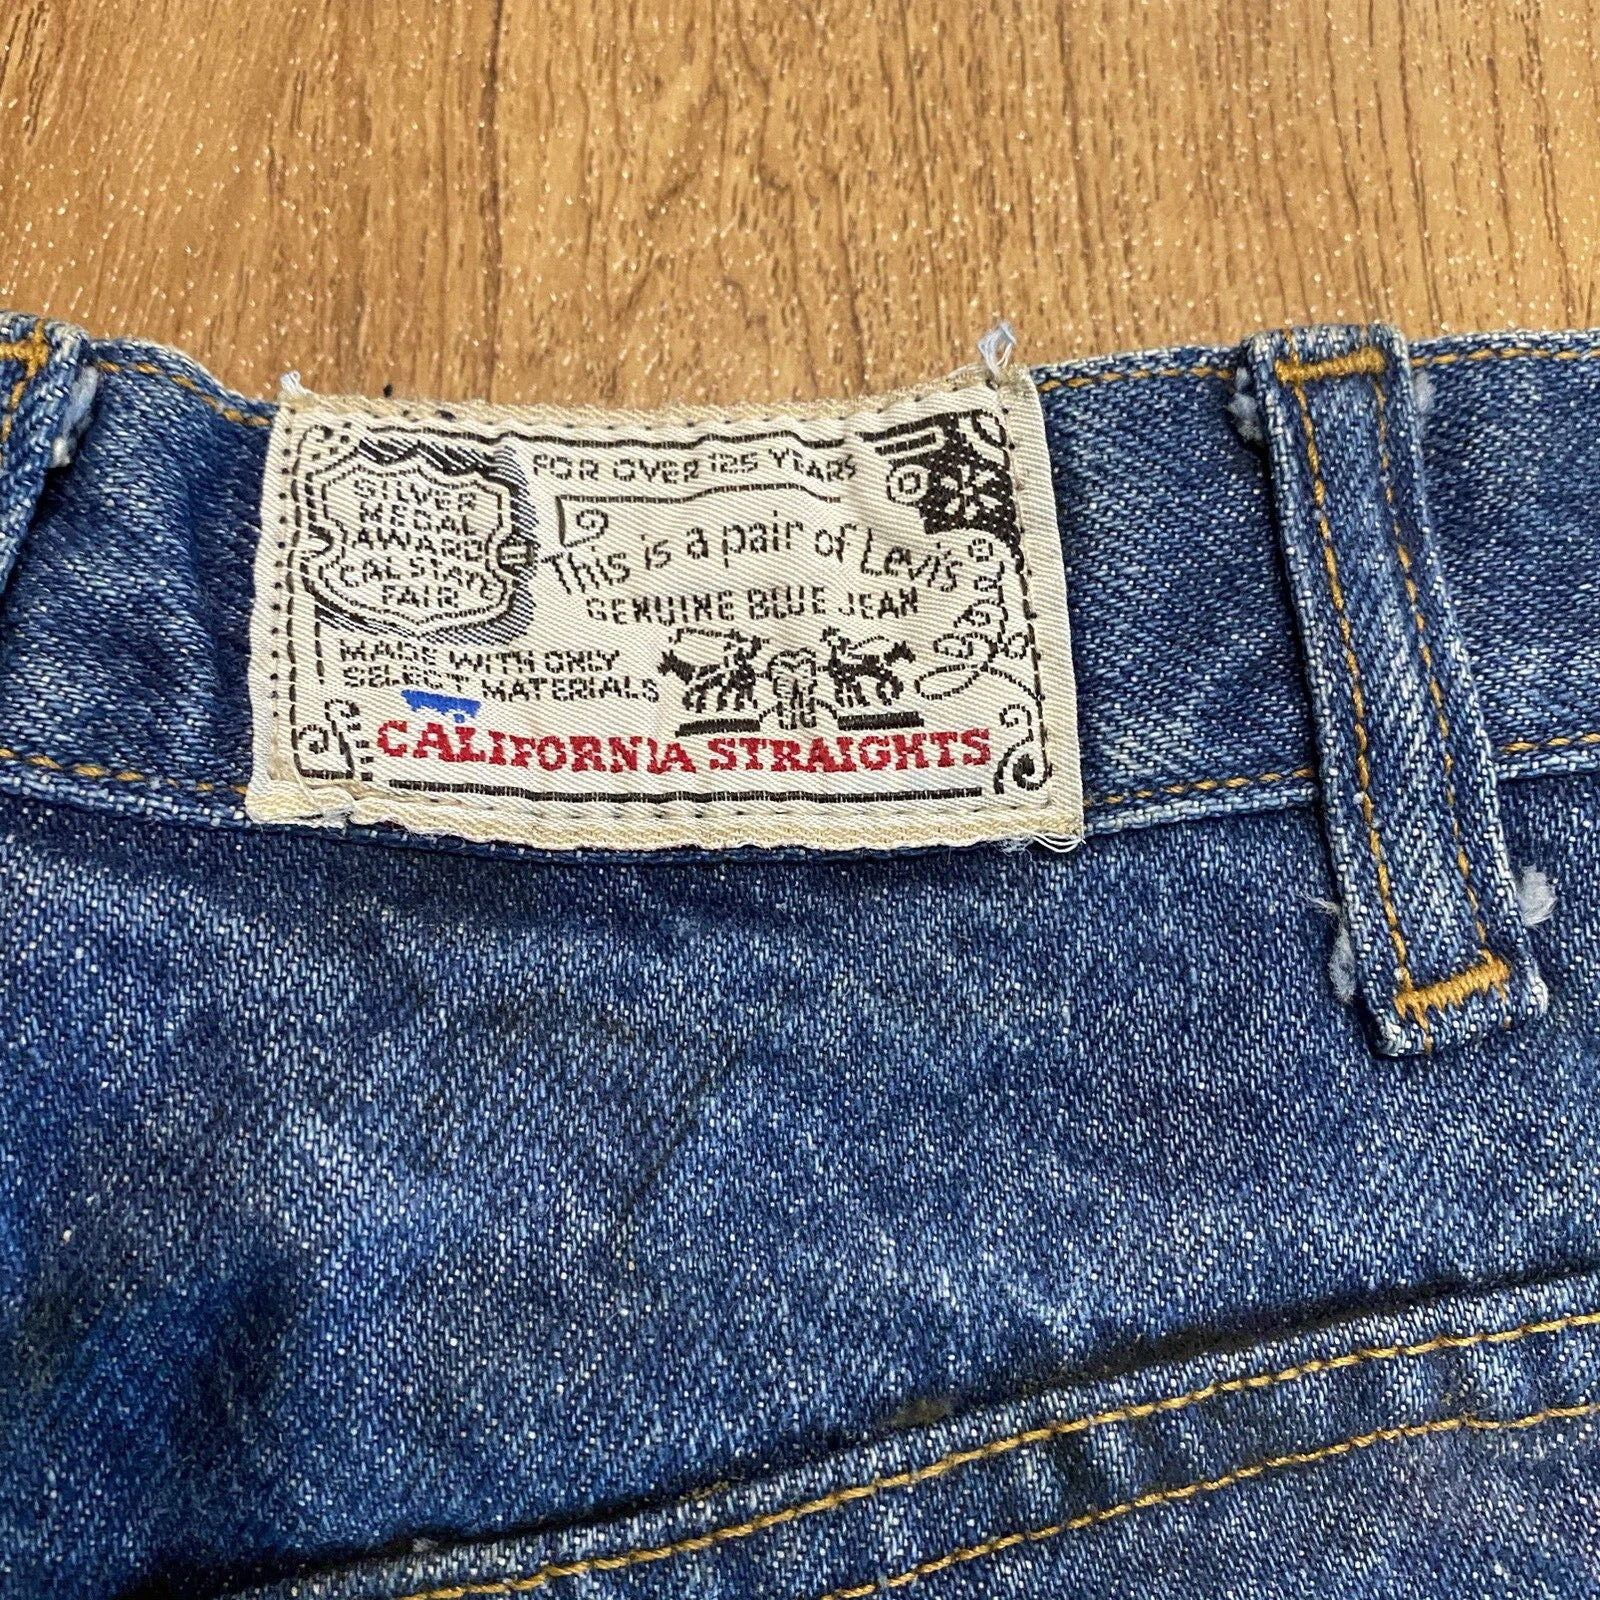 SILVER
MEDAL
AWARD
CAL STATE
FAIR
FOR OVER 125 YEARS
This is a pair of Levi's®
GENUINE BLUE JEAN
MADE WITH ONLY
SELECT MATERIALS
CALIFORNIA STRAIGHTS